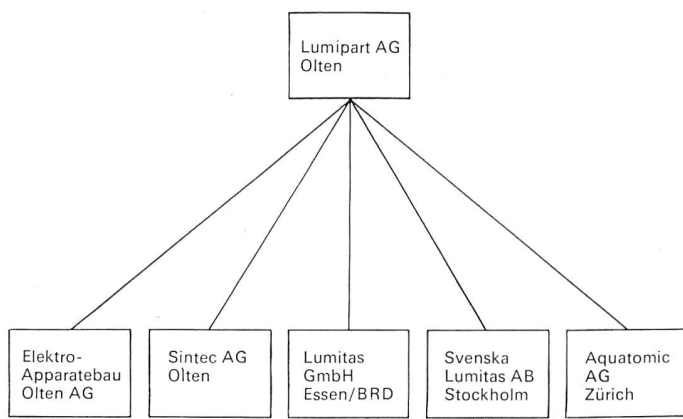 Lumipart AG
Olten
Elektro-
Apparatebau
Olten AG
Sintec AG
Olten
Lumitas
GmbH
Essen/BRD
Svenska
Lumitas AB
Stockholm
Aquatomic
AG
Zürich